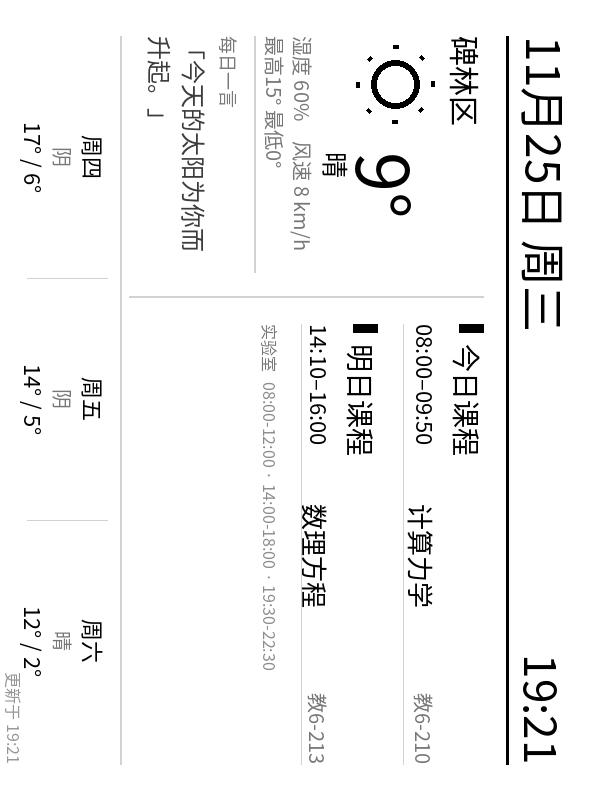 11月25日 周三
19:21
碑林区
9°
晴
湿度 60% 风速 8 km/h
最高15° 最低0°
每日一言
「今天的太阳为你而
升起。」
今日课程
08:00–09:50 计算力学 教6-210
明日课程
14:10–16:00 数理方程 教6-213
实验室 08:00-12:00 · 14:00-18:00 · 19:30-22:30
周四
阴
17° / 6°
周五
阴
14° / 5°
周六
晴
12° / 2°
更新于 19:21